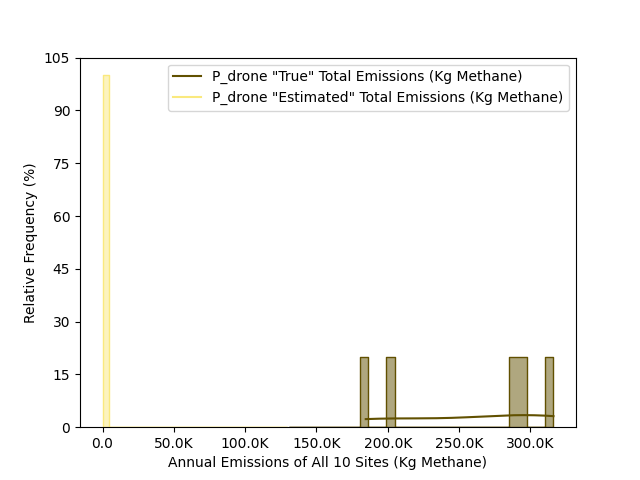 P_drone "True" Total Emissions (Kg Methane)
P_drone "Estimated" Total Emissions (Kg Methane)
105
90
75
60
45
30
15
0
Relative Frequency (%)
0.0 50.0K 100.0K 150.0K 200.0K 250.0K 300.0K
Annual Emissions of All 10 Sites (Kg Methane)